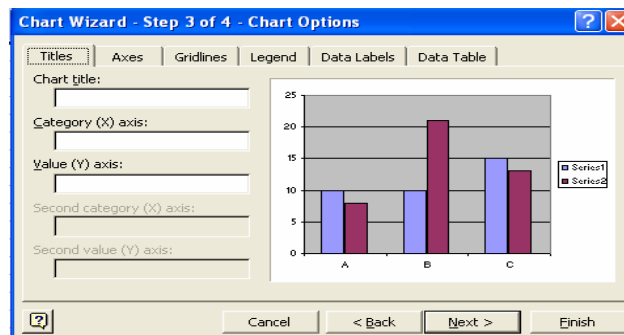 Chart Wizard - Step 3 of 4 - Chart Options
Titles Axes Gridlines Legend Data Labels Data Table
Chart title:
Category (X) axis:
Value (Y) axis:
Second category (X) axis:
Second value (Y) axis:
25
20
15
10
5
0
A B C
Series1
Series2
Cancel < Back Next > Finish